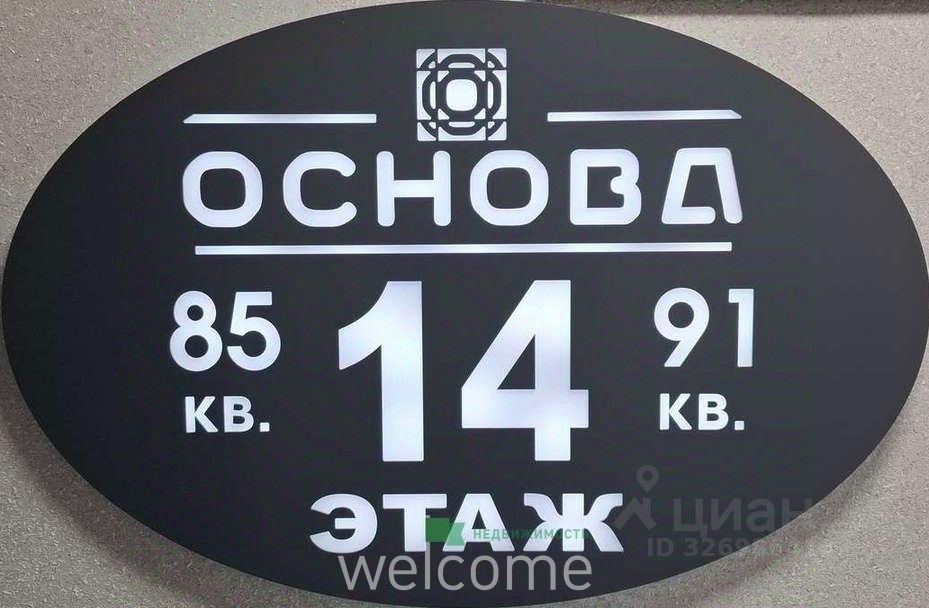 ОСНОВА
85 14 91
КВ. КВ.
ЭТАЖ
НЕДВИЖИМОСТЬ
циан
welcome